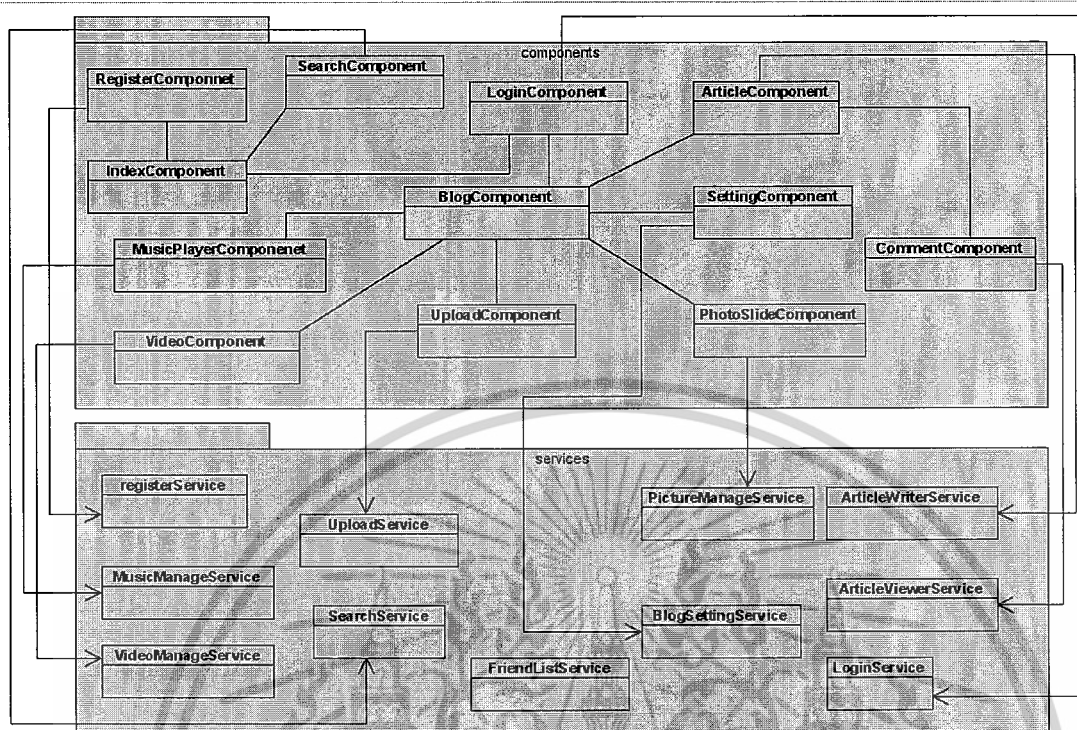 components
SearchComponent
RegisterComponnet
LoginComponent
ArticleComponent
IndexComponent
BlogComponent
SettingComponent
MusicPlayerComponenet
CommentComponent
UploadComponent
PhotoSlideComponent
VideoComponent
services
registerService
PictureManageService
ArticleWriterService
UploadService
MusicManageService
ArticleViewerService
SearchService
BlogSettingService
VideoManageService
FriendListService
LoginService